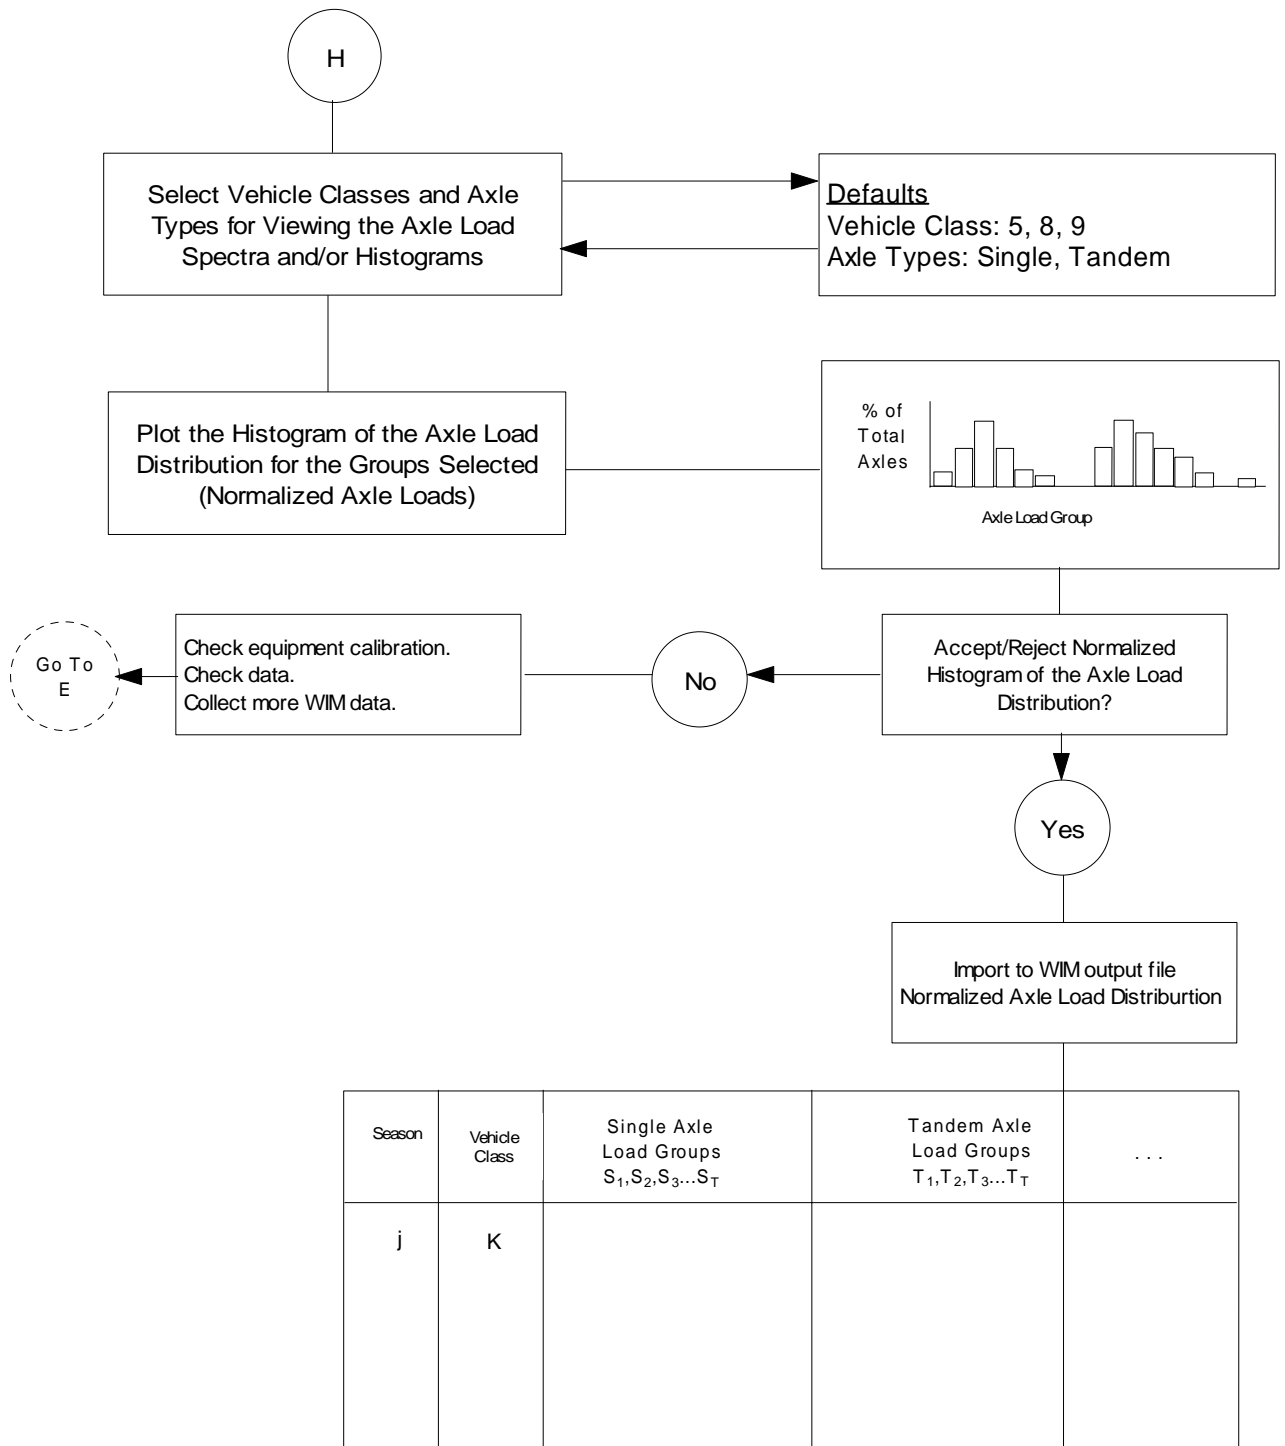 H
Select Vehicle Classes and Axle
Types for Viewing the Axle Load
Spectra and/or Histograms
Defaults
Vehicle Class: 5, 8, 9
Axle Types: Single, Tandem
Plot the Histogram of the Axle Load
Distribution for the Groups Selected
(Normalized Axle Loads)
% of
Total
Axles
Axle Load Group
Go To
E
Check equipment calibration.
Check data.
Collect more WIM data.
No
Accept/Reject Normalized
Histogram of the Axle Load
Distribution?
Yes
Import to WIM output file
Normalized Axle Load Distriburtion
Season
Vehicle
Class
Single Axle
Load Groups
S₁,S₂,S₃...S_T
Tandem Axle
Load Groups
T₁,T₂,T₃...T_T
. . .
j
K